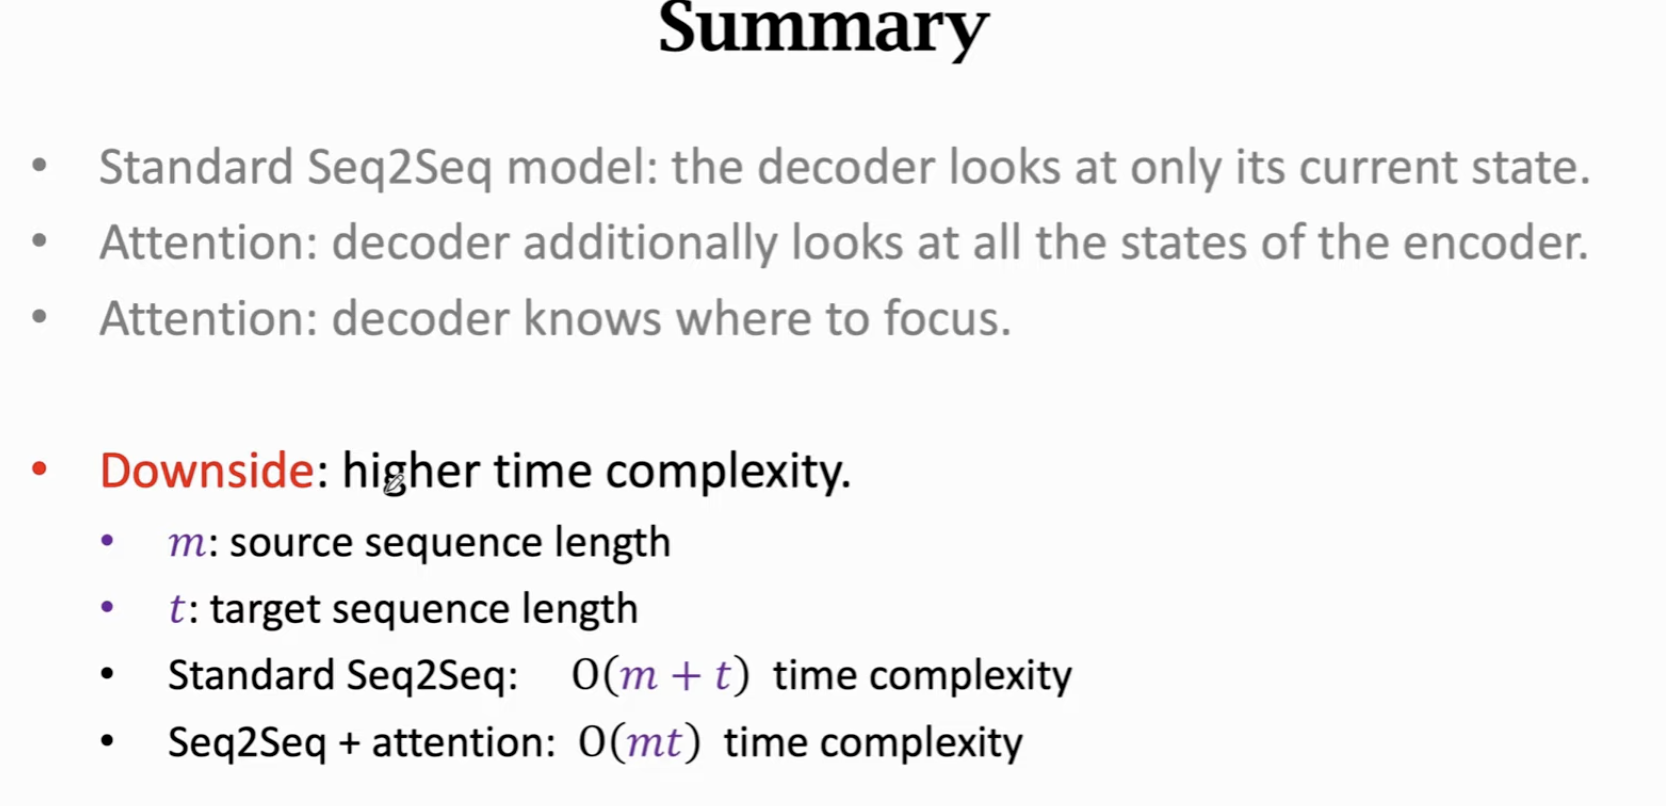 Summary
• Standard Seq2Seq model: the decoder looks at only its current state.
• Attention: decoder additionally looks at all the states of the encoder.
• Attention: decoder knows where to focus.
• Downside: higher time complexity.
• m: source sequence length
• t: target sequence length
• Standard Seq2Seq: O(m + t) time complexity
• Seq2Seq + attention: O(mt) time complexity